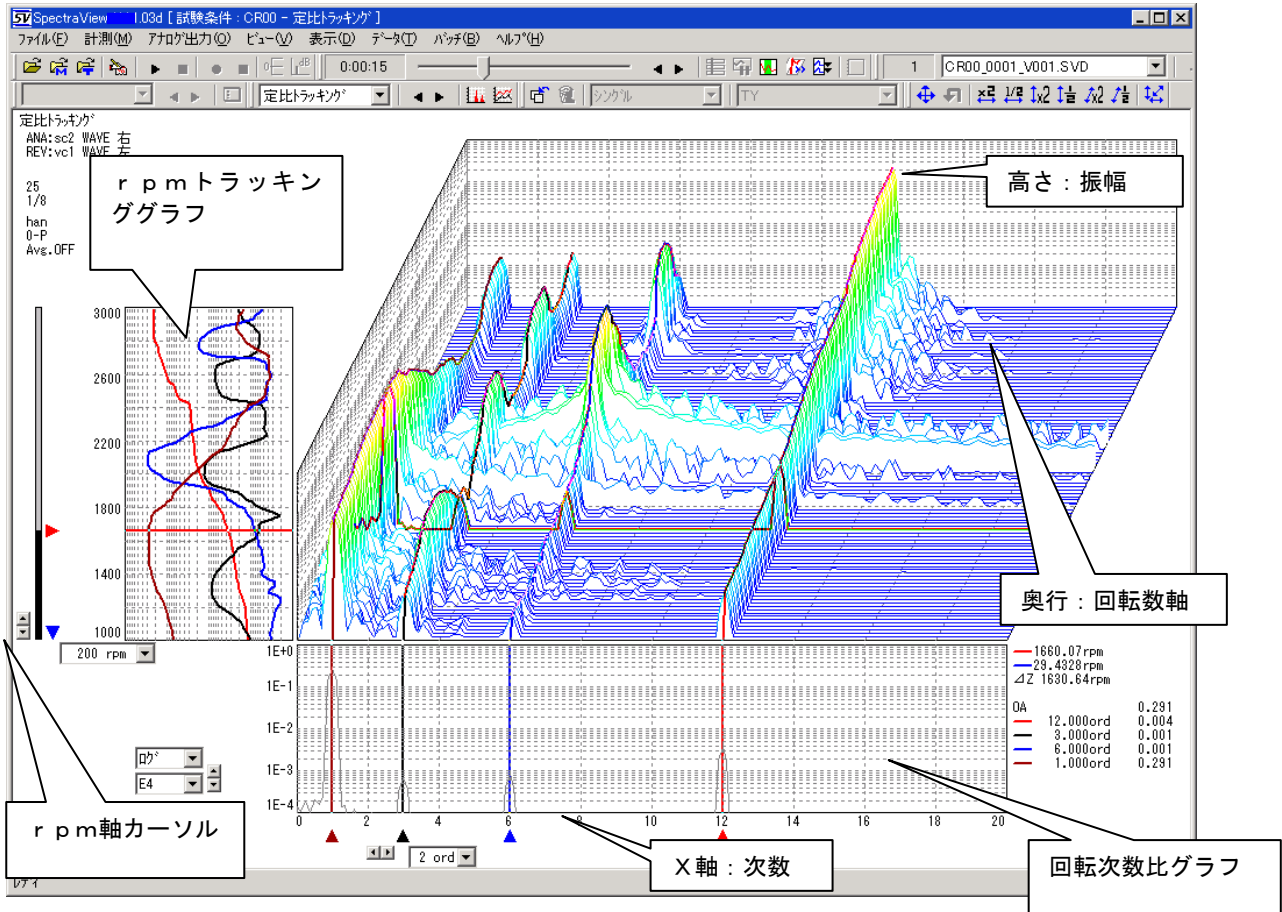 SpectraView I.03d [ 試験条件 : CR00 - 定比ﾄﾗｯｷﾝｸﾞ ]
ﾌｧｲﾙ(F) 計測(M) ｱﾅﾛｸﾞ出力(O) ﾋﾞｭｰ(V) 表示(D) ﾃﾞｰﾀ(T) ﾊﾞｯﾁ(B) ﾍﾙﾌﾟ(H)
0:00:15 1 CR00_0001_V001.SVD
定比ﾄﾗｯｷﾝｸﾞ ｼﾝｸﾞﾙ TY
定比ﾄﾗｯｷﾝｸﾞ
ANA:sc2 WAVE 右
REV:vc1 WAVE 左
25
1/8
han
0-P
Avg.OFF
ｒｐｍトラッキン
ググラフ
高さ：振幅
3000
2600
2200
1800
1400
1000
奥行：回転数軸
200 rpm
1E+0
1E-1
1E-2
1E-3
1E-4
1660.07rpm
29.4328rpm
⊿Z 1630.64rpm
OA 0.291
12.000ord 0.004
3.000ord 0.001
6.000ord 0.001
1.000ord 0.291
ﾛｸﾞ
E4
0 2 4 6 8 10 12 14 16 18 20
2 ord
ｒｐｍ軸カーソル
Ｘ軸：次数
回転次数比グラフ
ﾚﾃﾞｨ